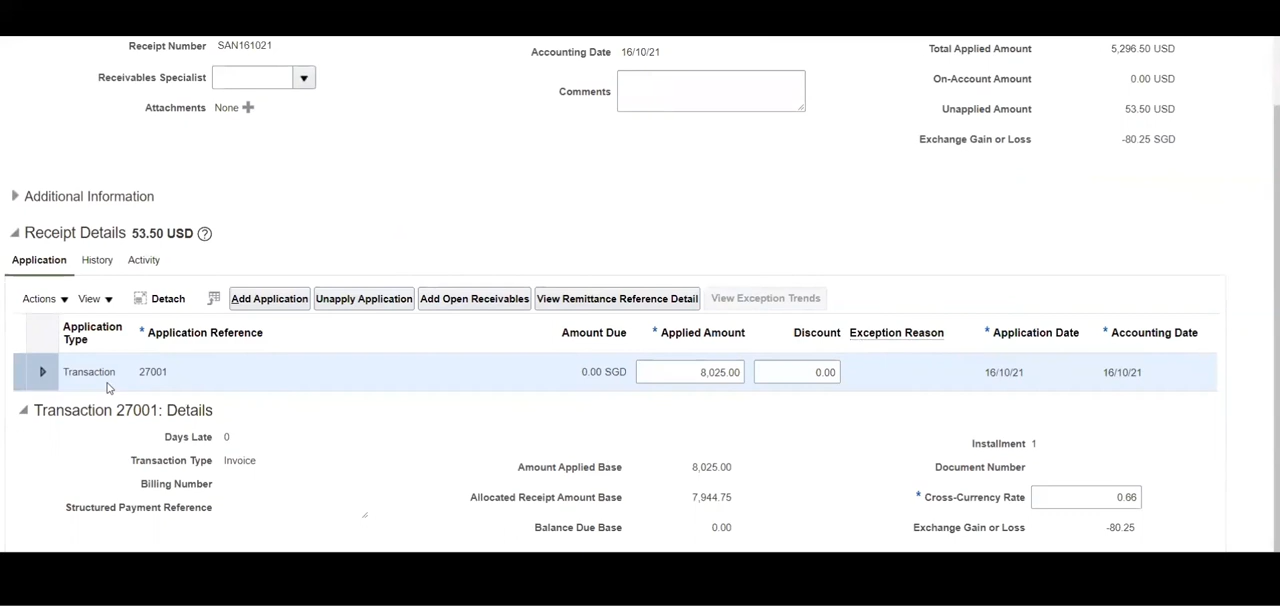 Receipt Number SAN161021
Receivables Specialist
Attachments None
Accounting Date 16/10/21
Comments
Total Applied Amount 5,296.50 USD
On-Account Amount 0.00 USD
Unapplied Amount 53.50 USD
Exchange Gain or Loss -80.25 SGD
Additional Information
Receipt Details 53.50 USD ?
Application History Activity
Actions View Detach Add Application Unapply Application Add Open Receivables View Remittance Reference Detail View Exception Trends
Application Type * Application Reference Amount Due * Applied Amount Discount Exception Reason * Application Date * Accounting Date
Transaction 27001 0.00 SGD 8,025.00 0.00 16/10/21 16/10/21
Transaction 27001: Details
Days Late 0
Transaction Type Invoice
Billing Number
Structured Payment Reference
Amount Applied Base 8,025.00
Allocated Receipt Amount Base 7,944.75
Balance Due Base 0.00
Installment 1
Document Number
* Cross-Currency Rate 0.66
Exchange Gain or Loss -80.25